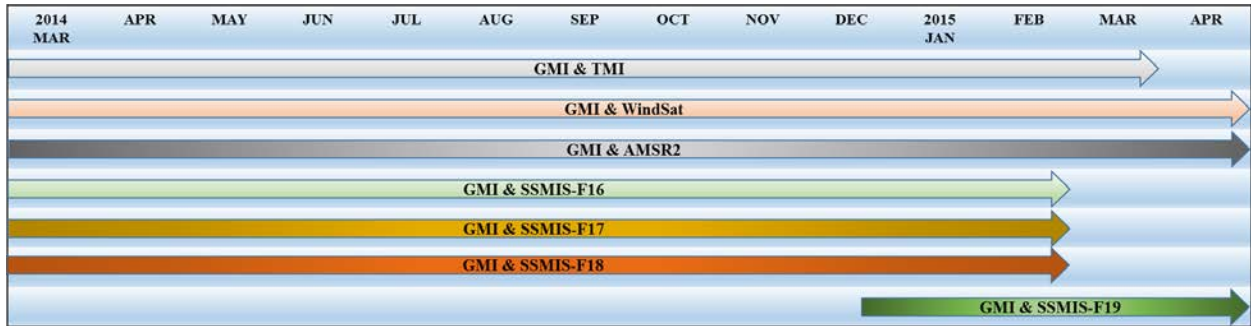 2014 APR MAY JUN JUL AUG SEP OCT NOV DEC 2015 FEB MAR APR
MAR JAN
GMI & TMI
GMI & WindSat
GMI & AMSR2
GMI & SSMIS-F16
GMI & SSMIS-F17
GMI & SSMIS-F18
GMI & SSMIS-F19